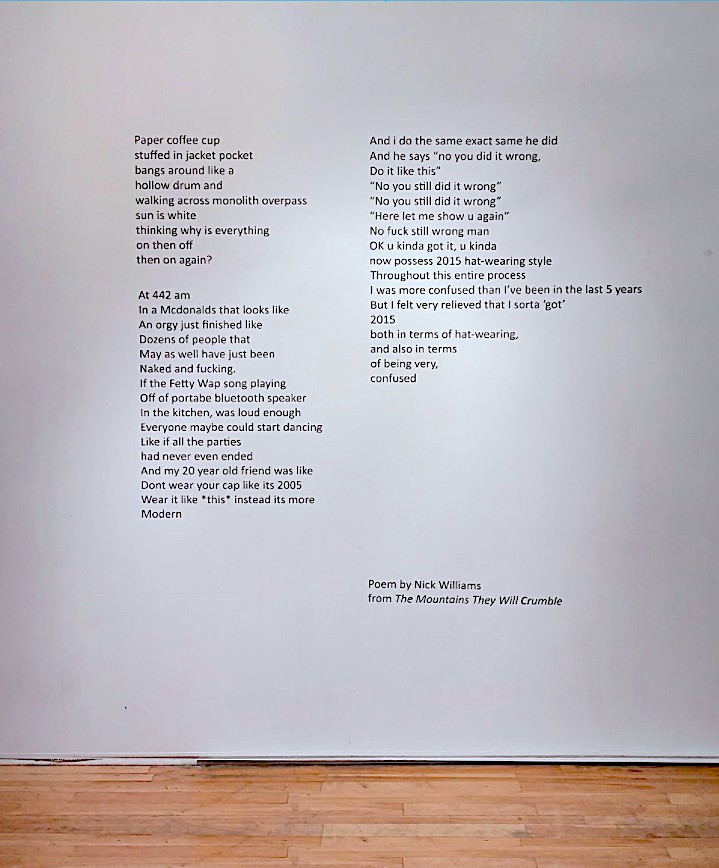 Paper coffee cup
stuffed in jacket pocket
bangs around like a
hollow drum and
walking across monolith overpass
sun is white
thinking why is everything
on then off
then on again?
At 442 am
In a Mcdonalds that looks like
An orgy just finished like
Dozens of people that
May as well have just been
Naked and fucking.
If the Fetty Wap song playing
Off of portabe bluetooth speaker
In the kitchen, was loud enough
Everyone maybe could start dancing
Like if all the parties
had never even ended
And my 20 year old friend was like
Dont wear your cap like its 2005
Wear it like *this* instead its more
Modern
And i do the same exact same he did
And he says “no you did it wrong,
Do it like this”
“No you still did it wrong”
“No you still did it wrong”
“Here let me show u again”
No fuck still wrong man
OK u kinda got it, u kinda
now possess 2015 hat-wearing style
Throughout this entire process
I was more confused than I’ve been in the last 5 years
But I felt very relieved that I sorta ‘got’
2015
both in terms of hat-wearing,
and also in terms
of being very,
confused
Poem by Nick Williams
from The Mountains They Will Crumble